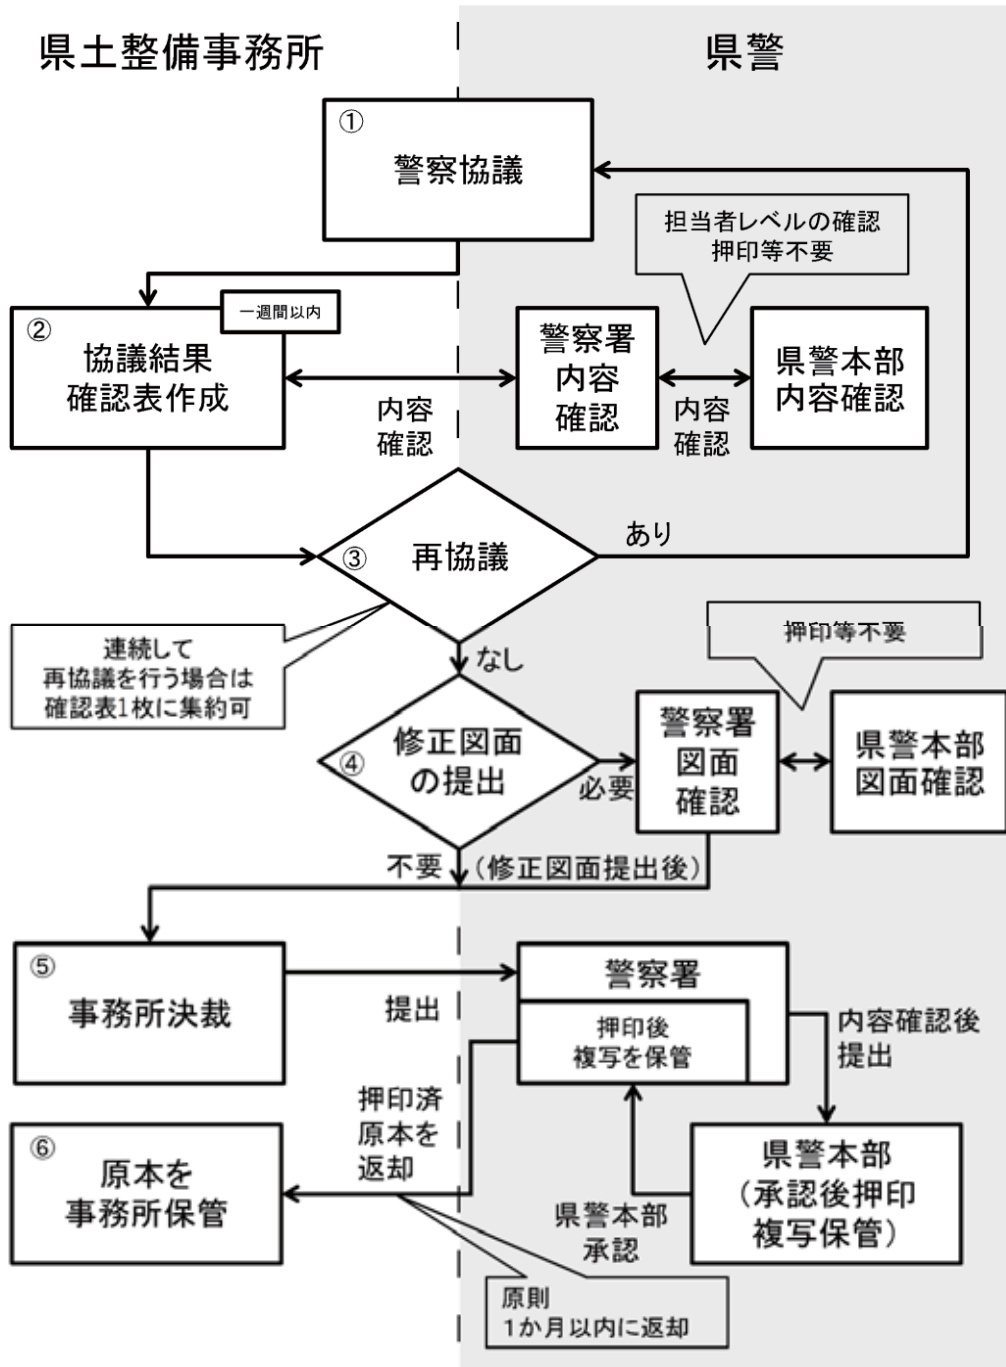 県土整備事務所
県警
①
警察協議
担当者レベルの確認
押印等不要
②
一週間以内
協議結果
確認表作成
内容
確認
警察署
内容
確認
内容
確認
県警本部
内容確認
③
再協議
あり
なし
連続して
再協議を行う場合は
確認表1枚に集約可
押印等不要
④
修正図面
の提出
必要
警察署
図面
確認
県警本部
図面確認
不要
(修正図面提出後)
⑤
事務所決裁
提出
警察署
押印後
複写を保管
内容確認後
提出
押印済
原本を
返却
⑥
原本を
事務所保管
県警本部
承認
県警本部
(承認後押印
複写保管)
原則
1か月以内に返却